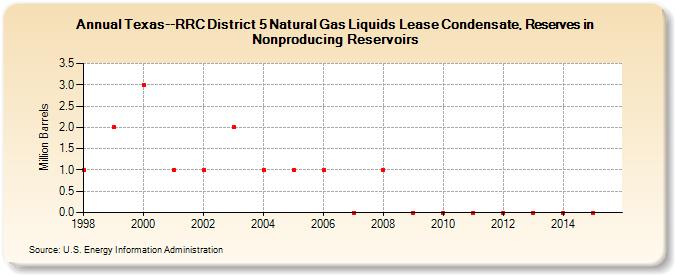 Annual Texas--RRC District 5 Natural Gas Liquids Lease Condensate, Reserves in
Nonproducing Reservoirs
Million Barrels
3.5
3.0
2.5
2.0
1.5
1.0
0.5
0.0
1998 2000 2002 2004 2006 2008 2010 2012 2014
Source: U.S. Energy Information Administration